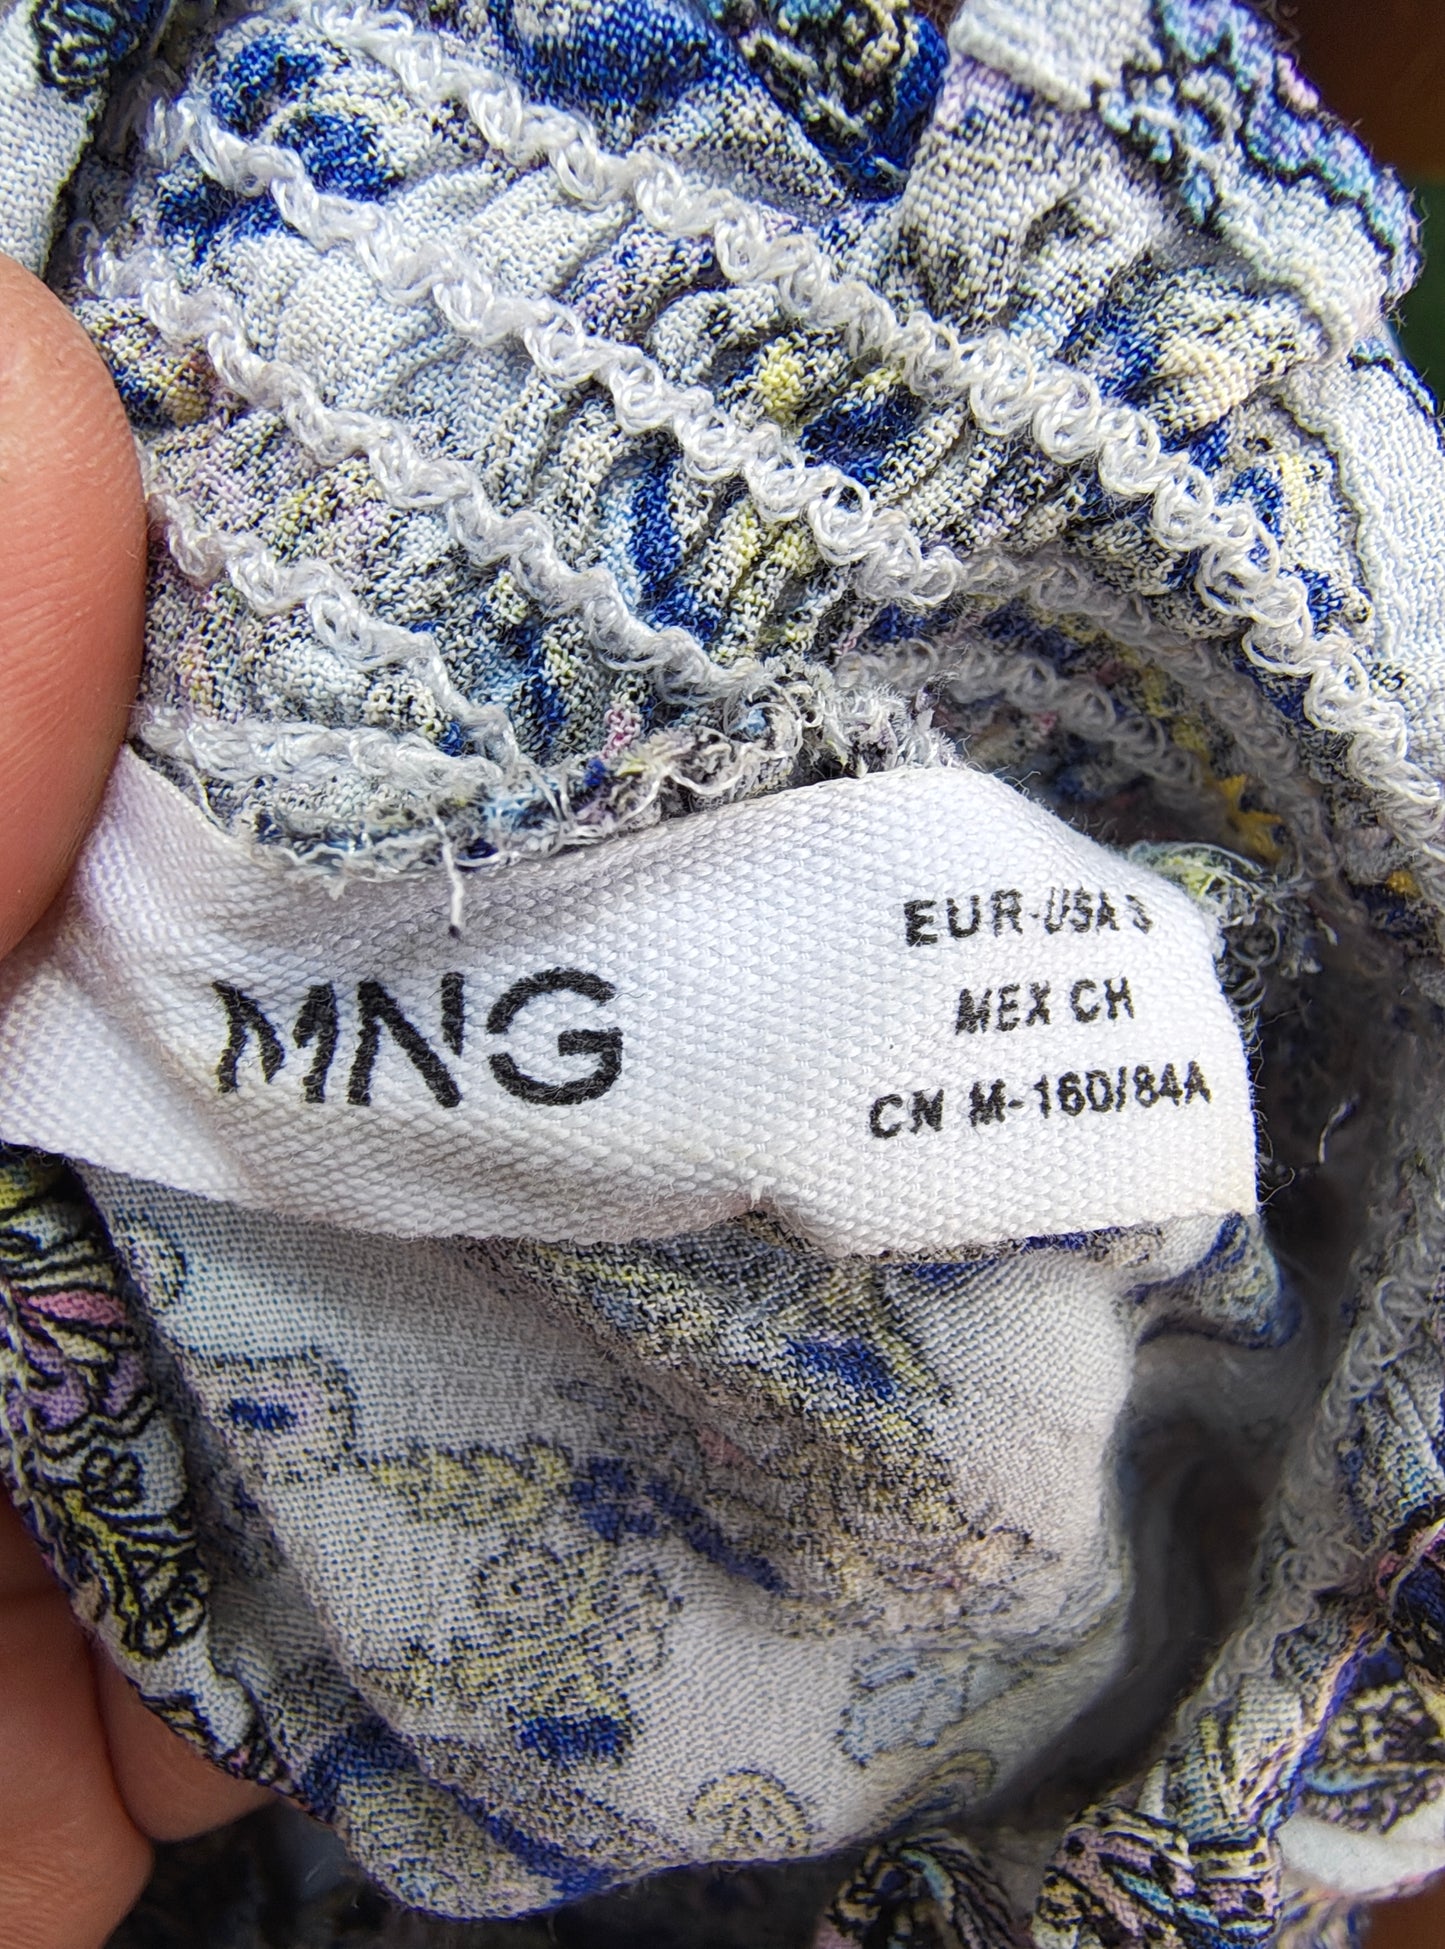 MNG
EUR-USA S
MEX CH
CN M-160/84A